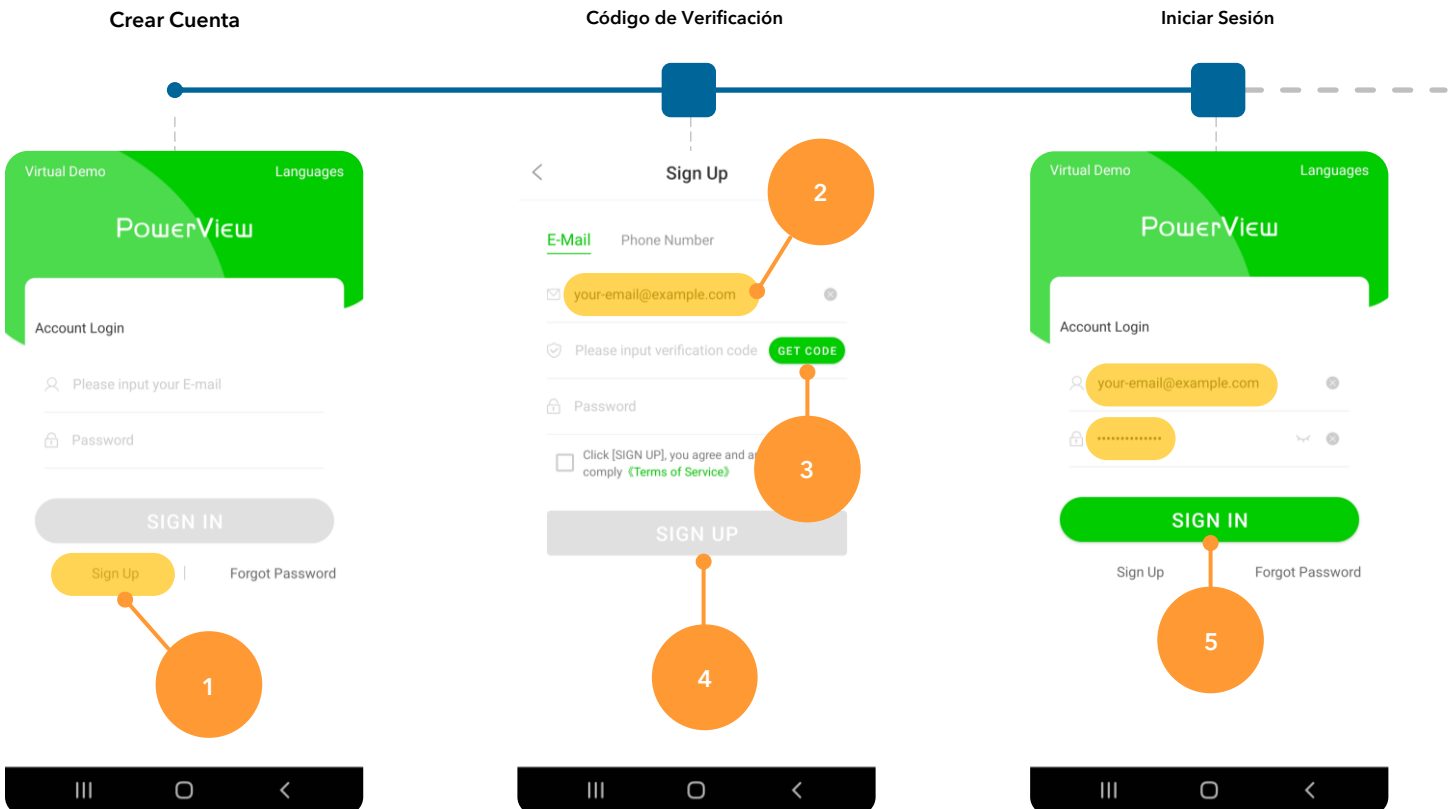 Crear Cuenta
Código de Verificación
Iniciar Sesión
Virtual Demo
Languages
PowerView
Account Login
Please input your E-mail
Password
SIGN IN
Sign Up
Forgot Password
1
Sign Up
2
E-Mail
Phone Number
your-email@example.com
Please input verification code
GET CODE
Password
Click [SIGN UP], you agree and
comply 《Terms of Service》
3
SIGN UP
4
Virtual Demo
Languages
PowerView
Account Login
your-email@example.com
••••••••••••••
SIGN IN
Sign Up
Forgot Password
5